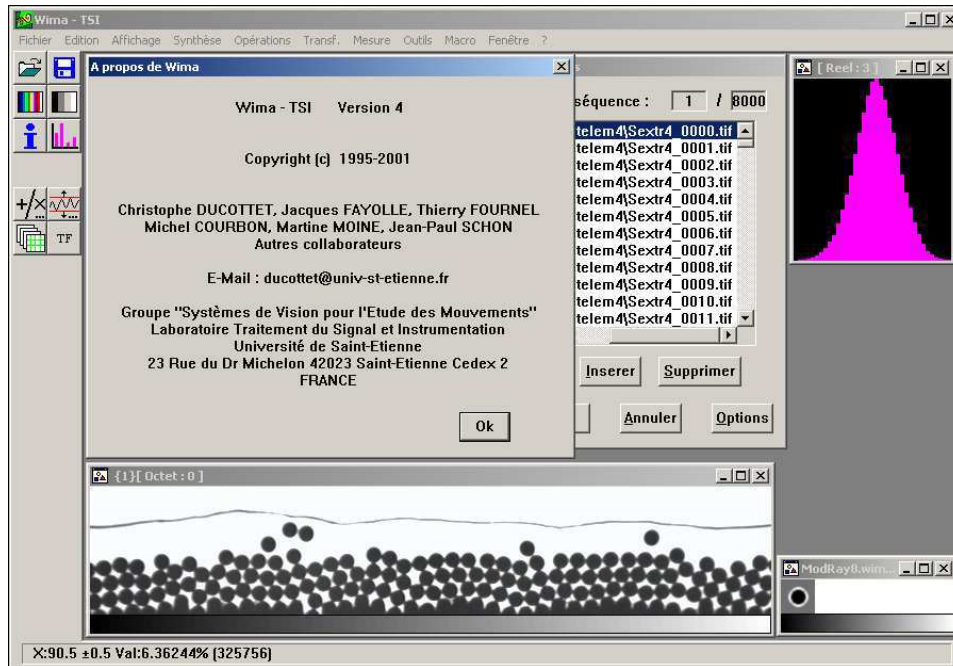 Wima - TSI
Fichier Edition Affichage Synthèse Opérations Transf. Mesure Outils Macro Fenêtre ?
A propos de Wima
Wima - TSI Version 4
Copyright (c) 1995-2001
Christophe DUCOTTET, Jacques FAYOLLE, Thierry FOURNEL
Michel COURBON, Martine MOINE, Jean-Paul SCHON
Autres collaborateurs
E-Mail : ducottet@univ-st-etienne.fr
Groupe "Systèmes de Vision pour l'Etude des Mouvements"
Laboratoire Traitement du Signal et Instrumentation
Université de Saint-Etienne
23 Rue du Dr Michelon 42023 Saint-Etienne Cedex 2
FRANCE
Ok
séquence : 1 / 8000
telem4\Sextr4_0000.tif
telem4\Sextr4_0001.tif
telem4\Sextr4_0002.tif
telem4\Sextr4_0003.tif
telem4\Sextr4_0004.tif
telem4\Sextr4_0005.tif
telem4\Sextr4_0006.tif
telem4\Sextr4_0007.tif
telem4\Sextr4_0008.tif
telem4\Sextr4_0009.tif
telem4\Sextr4_0010.tif
telem4\Sextr4_0011.tif
Inserer Supprimer
Annuler Options
[ Reel : 3 ]
+/x...
TF
{1}[ Octet : 0 ]
ModRay8.wim...
X:90.5 ±0.5 Val:6.36244% (325756)